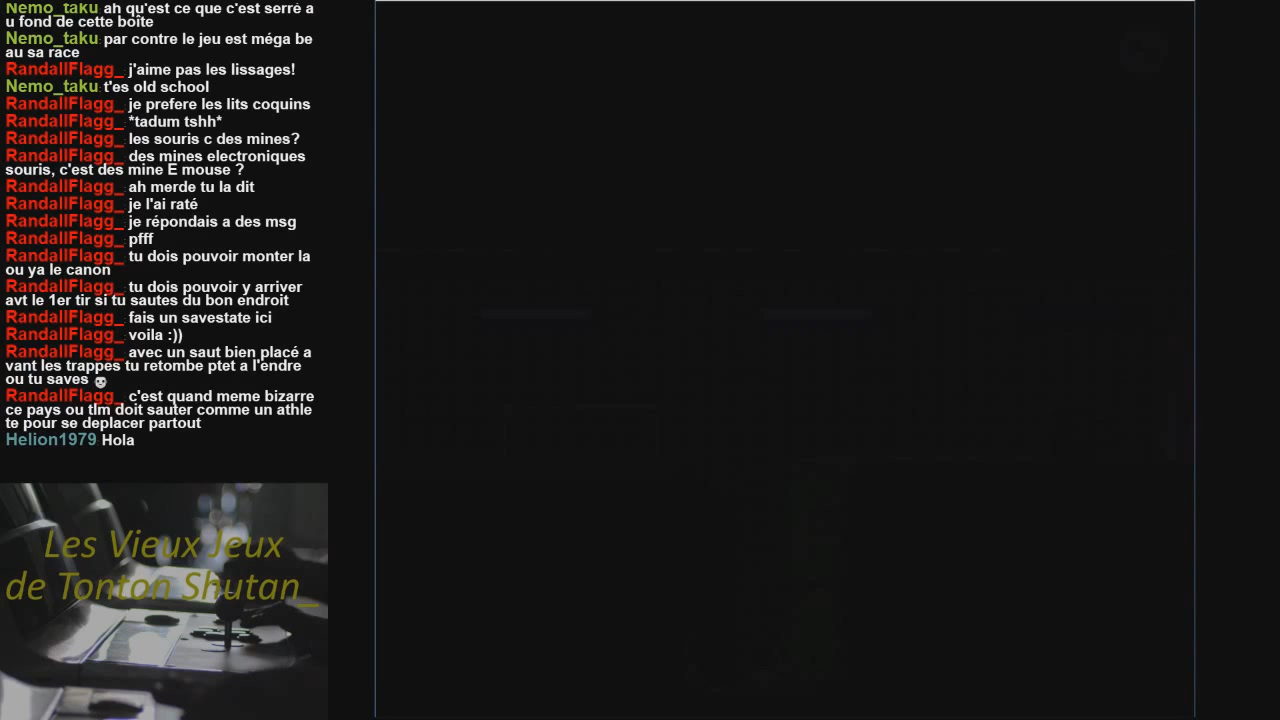 Nemo_taku ah qu'est ce que c'est serré a
u fond de cette boîte
Nemo_taku: par contre le jeu est méga be
au sa race
RandallFlagg_: j'aime pas les lissages!
Nemo_taku: t'es old school
RandallFlagg_: je prefere les lits coquins
RandallFlagg_: *tadum tshh*
RandallFlagg_: les souris c des mines?
RandallFlagg_: des mines electroniques
souris, c'est des mine E mouse ?
RandallFlagg_: ah merde tu la dit
RandallFlagg_: je l'ai raté
RandallFlagg_: je répondais a des msg
RandallFlagg_: pfff
RandallFlagg_: tu dois pouvoir monter la
ou ya le canon
RandallFlagg_: tu dois pouvoir y arriver
avt le 1er tir si tu sautes du bon endroit
RandallFlagg_: fais un savestate ici
RandallFlagg_: voila :))
RandallFlagg_: avec un saut bien placé a
vant les trappes tu retombe ptet a l'endre
ou tu saves
RandallFlagg_: c'est quand meme bizarre
ce pays ou tlm doit sauter comme un athle
te pour se deplacer partout
Helion1979: Hola
Les Vieux Jeux
de Tonton Shutan_